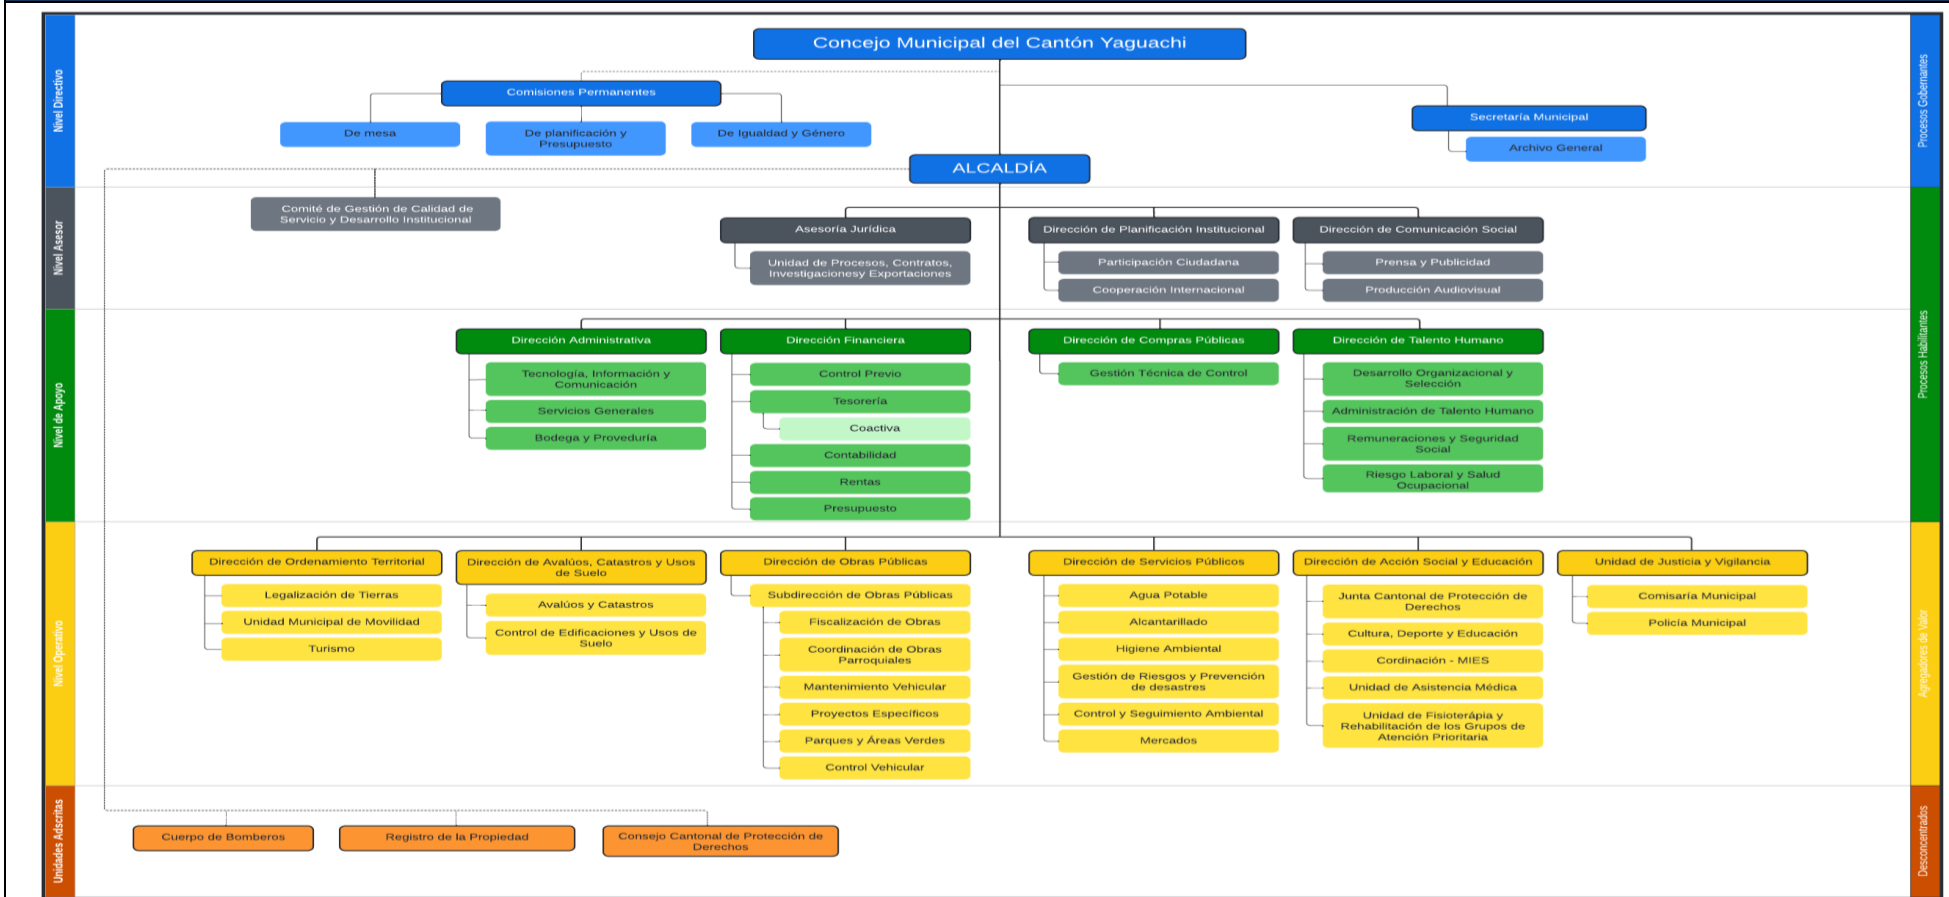 Concejo Municipal del Cantón Yaguachi
Nivel Directivo
Procesos Gobernantes
Comisiones Permanentes
De mesa
De planificación y
Presupuesto
De Igualdad y Género
Secretaría Municipal
Archivo General
ALCALDÍA
Nivel Asesor
Comité de Gestión de Calidad de
Servicio y Desarrollo Institucional
Asesoría Jurídica
Unidad de Procesos, Contratos,
Investigacionesy Exportaciones
Dirección de Planificación Institucional
Participación Ciudadana
Cooperación Internacional
Dirección de Comunicación Social
Prensa y Publicidad
Producción Audiovisual
Procesos Habilitantes
Nivel de Apoyo
Dirección Administrativa
Tecnología, Información y
Comunicación
Servicios Generales
Bodega y Proveduría
Dirección Financiera
Control Previo
Tesorería
Coactiva
Contabilidad
Rentas
Presupuesto
Dirección de Compras Públicas
Gestión Técnica de Control
Dirección de Talento Humano
Desarrollo Organizacional y
Selección
Administración de Talento Humano
Remuneraciones y Seguridad
Social
Riesgo Laboral y Salud
Ocupacional
Nivel Operativo
Agregadores de Valor
Dirección de Ordenamiento Territorial
Legalización de Tierras
Unidad Municipal de Movilidad
Turismo
Dirección de Avalúos, Catastros y Usos
de Suelo
Avalúos y Catastros
Control de Edificaciones y Usos de
Suelo
Dirección de Obras Públicas
Subdirección de Obras Públicas
Fiscalización de Obras
Coordinación de Obras
Parroquiales
Mantenimiento Vehicular
Proyectos Específicos
Parques y Áreas Verdes
Control Vehicular
Dirección de Servicios Públicos
Agua Potable
Alcantarillado
Higiene Ambiental
Gestión de Riesgos y Prevención
de desastres
Control y Seguimiento Ambiental
Mercados
Dirección de Acción Social y Educación
Junta Cantonal de Protección de
Derechos
Cultura, Deporte y Educación
Cordinación - MIES
Unidad de Asistencia Médica
Unidad de Fisioterápia y
Rehabilitación de los Grupos de
Atención Prioritaria
Unidad de Justicia y Vigilancia
Comisaría Municipal
Policía Municipal
Unidades Adscritas
Desconcentrados
Cuerpo de Bomberos
Registro de la Propiedad
Consejo Cantonal de Protección de
Derechos